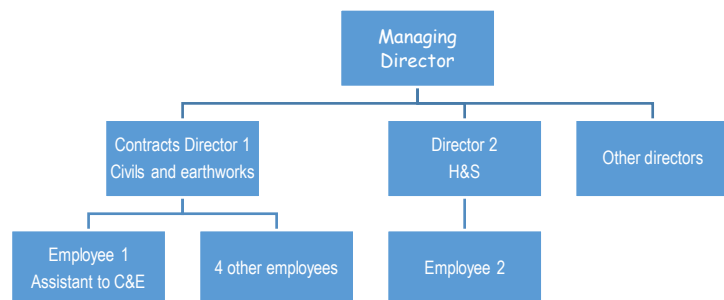 Managing
Director
Contracts Director 1
Civils and earthworks
Director 2
H&S
Other directors
Employee 1
Assistant to C&E
4 other employees
Employee 2